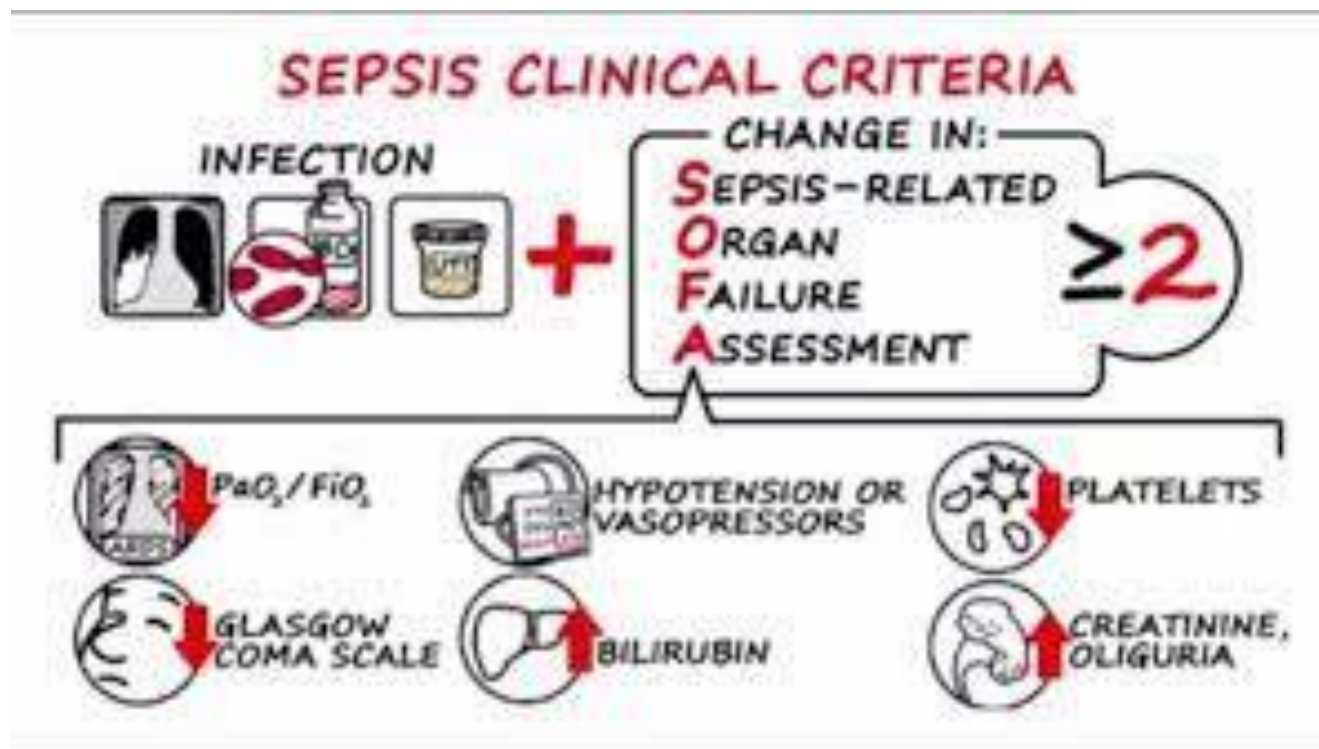 SEPSIS CLINICAL CRITERIA
INFECTION
CHANGE IN:
SEPSIS-RELATED
ORGAN
FAILURE
ASSESSMENT
≥2
PaO₂/FiO₂
HYPOTENSION OR
VASOPRESSORS
PLATELETS
GLASGOW
COMA SCALE
BILIRUBIN
CREATININE,
OLIGURIA